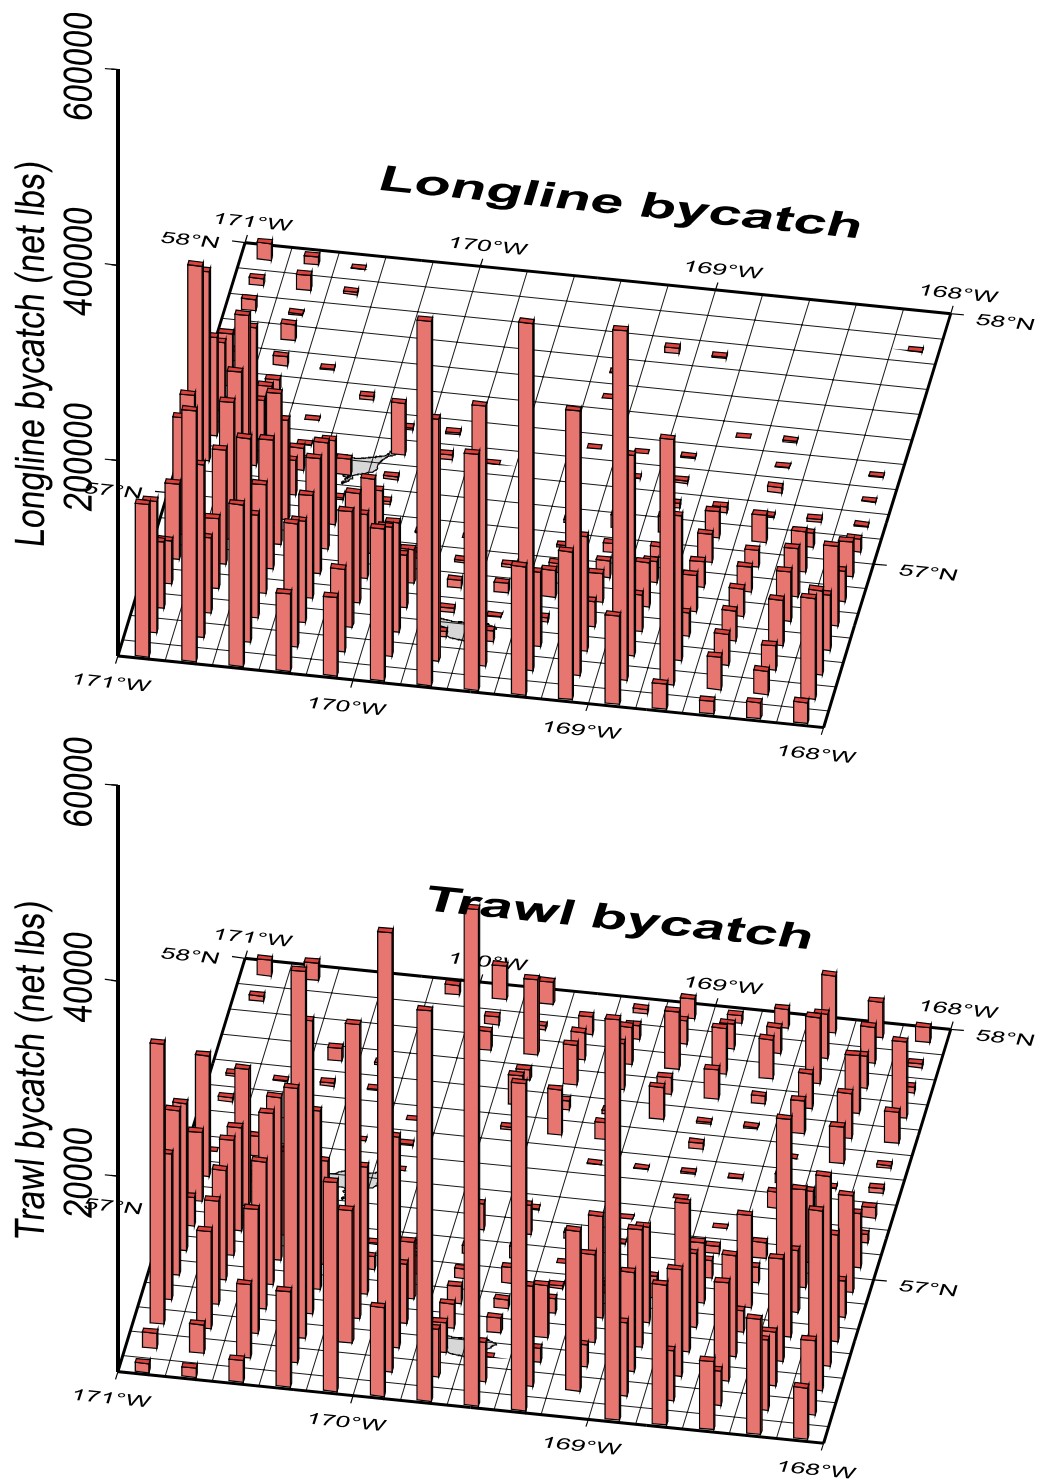 600000
400000
200000
Longline bycatch (net lbs)
Longline bycatch
171°W
170°W
169°W
168°W
58°N
58°N
57°N
57°N
171°W
170°W
169°W
168°W
60000
40000
20000
Trawl bycatch (net lbs)
Trawl bycatch
171°W
170°W
169°W
168°W
58°N
58°N
57°N
57°N
171°W
170°W
169°W
168°W